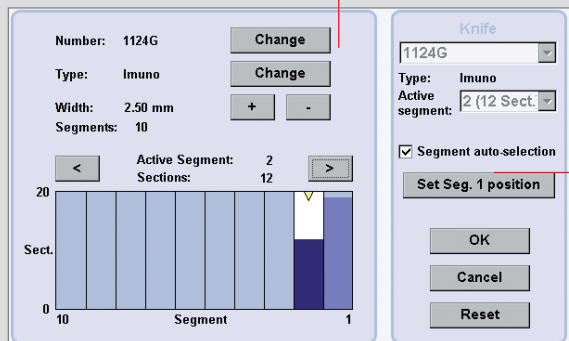 Number: 1124G Change
Type: Imuno Change
Width: 2.50 mm + -
Segments: 10
< Active Segment: 2 >
Sections: 12
20
Sect.
0
10 Segment 1
Knife
1124G
Type: Imuno
Active segment: 2 (12 Sect.
Segment auto-selection
Set Seg. 1 position
OK
Cancel
Reset